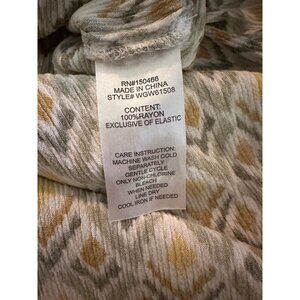 RN#150466
MADE IN CHINA
STYLE# WGW61508
CONTENT:
100%RAYON
EXCLUSIVE OF ELASTIC
CARE INSTRUCTION:
MACHINE WASH COLD
SEPARATELY
GENTLE CYCLE
ONLY NON-CHLORINE
BLEACH
WHEN NEEDED
LINE DRY
COOL IRON IF NEEDED